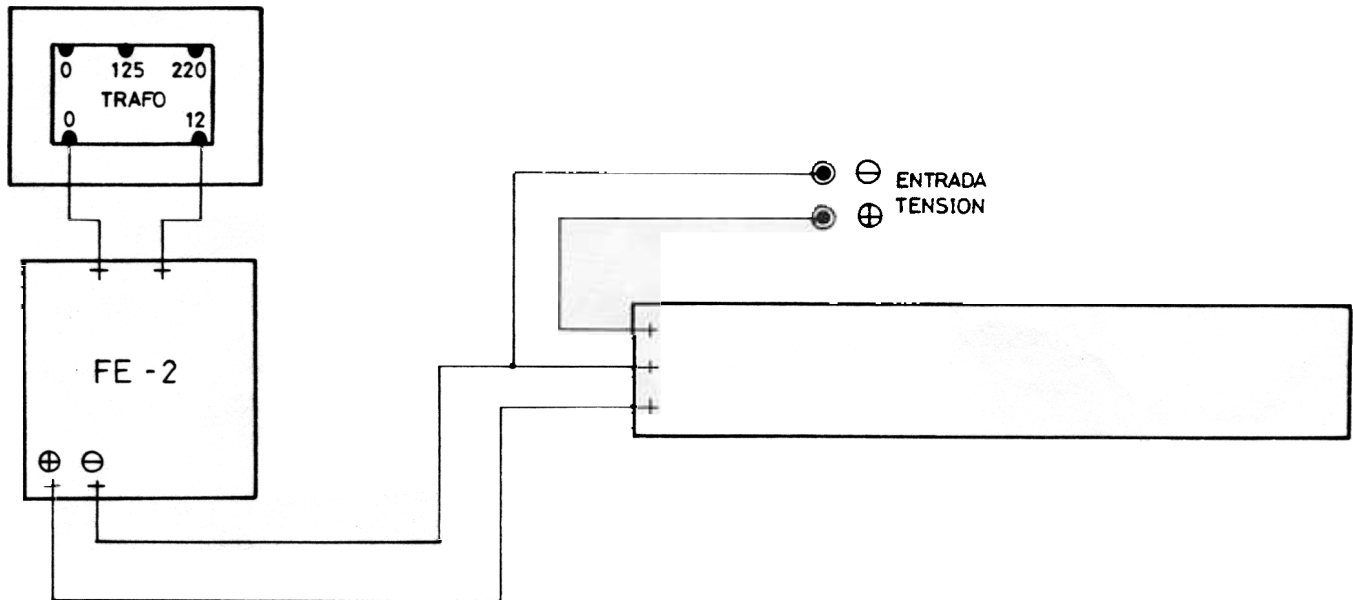 0 125 220
TRAFO
0 12
⊖ ENTRADA
⊕ TENSION
FE-2
⊕ ⊖